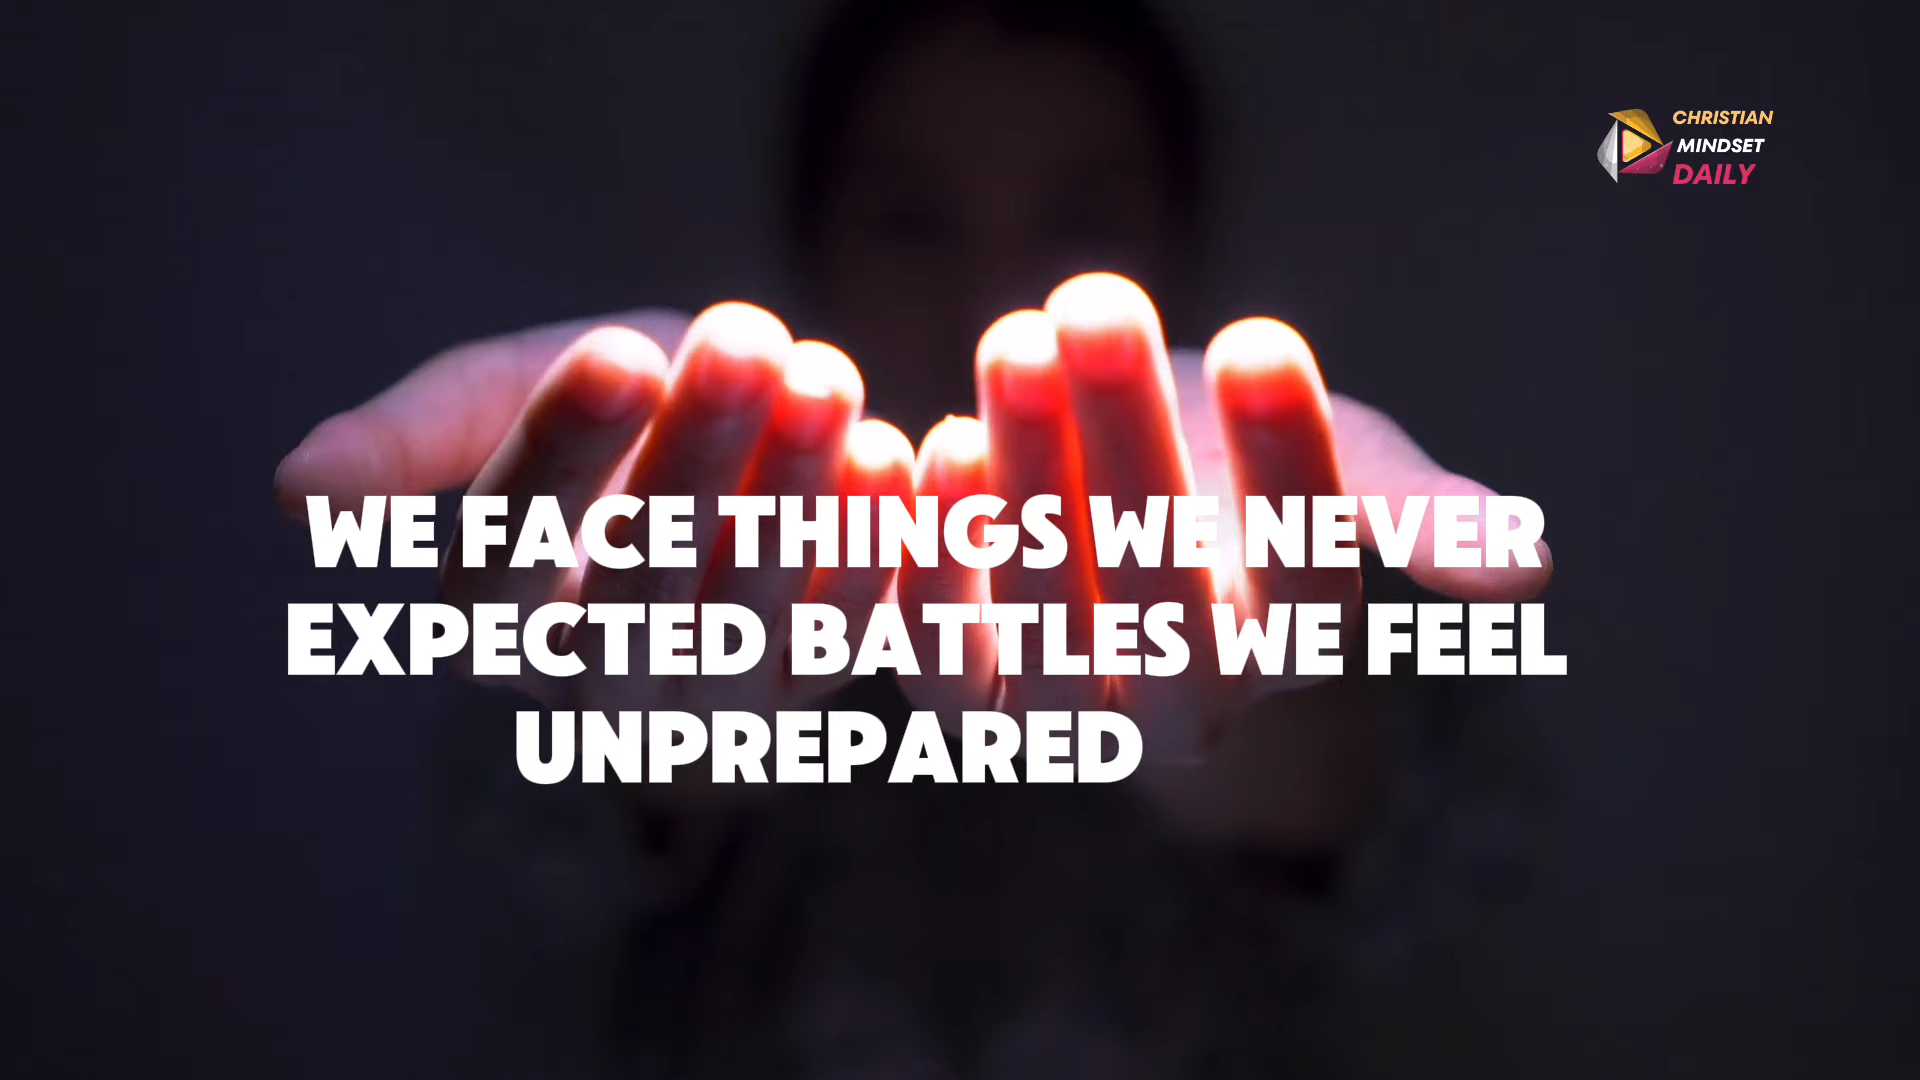 CHRISTIAN
MINDSET
DAILY
WE FACE THINGS WE NEVER
EXPECTED BATTLES WE FEEL
UNPREPARED